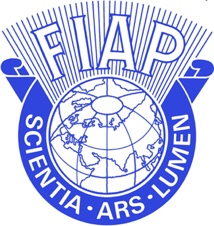 FIAP
SCIENTIA · ARS · LUMEN